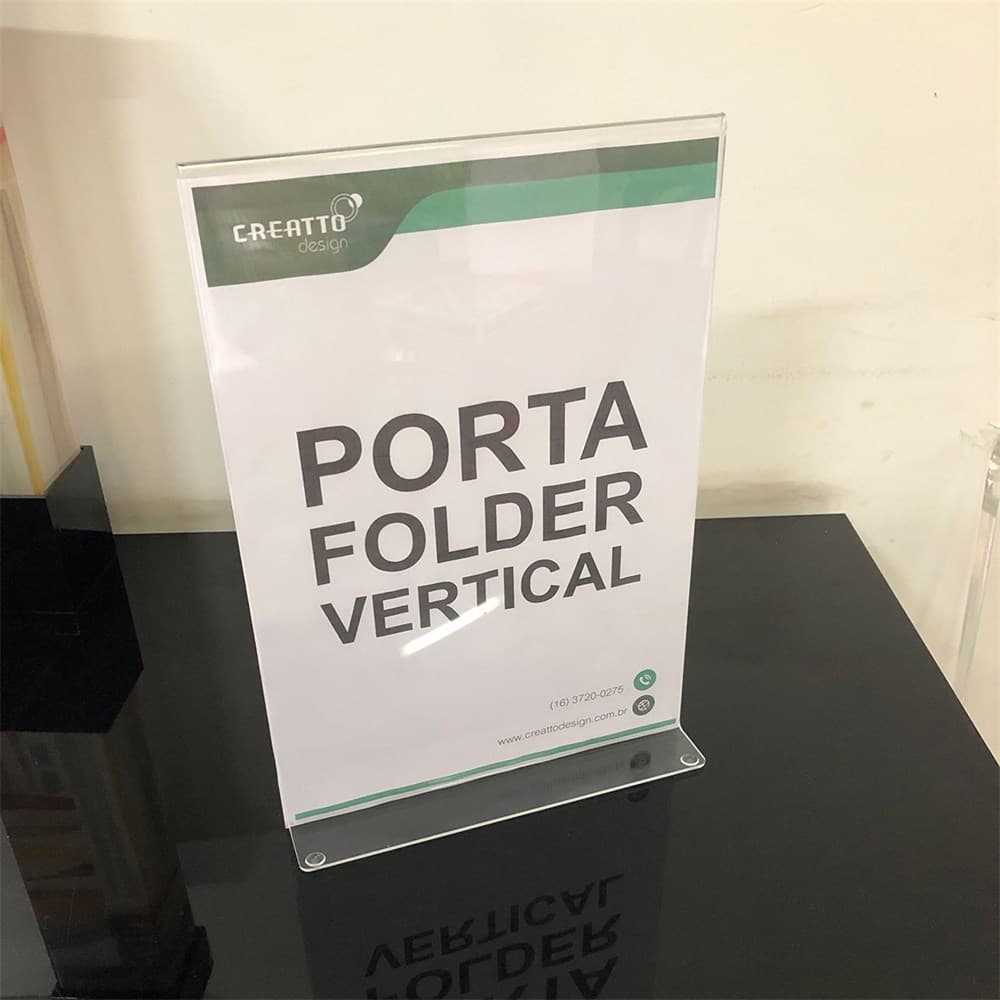 CREATTO
design
PORTA
FOLDER
VERTICAL
(16) 3720-0275
www.creattodesign.com.br